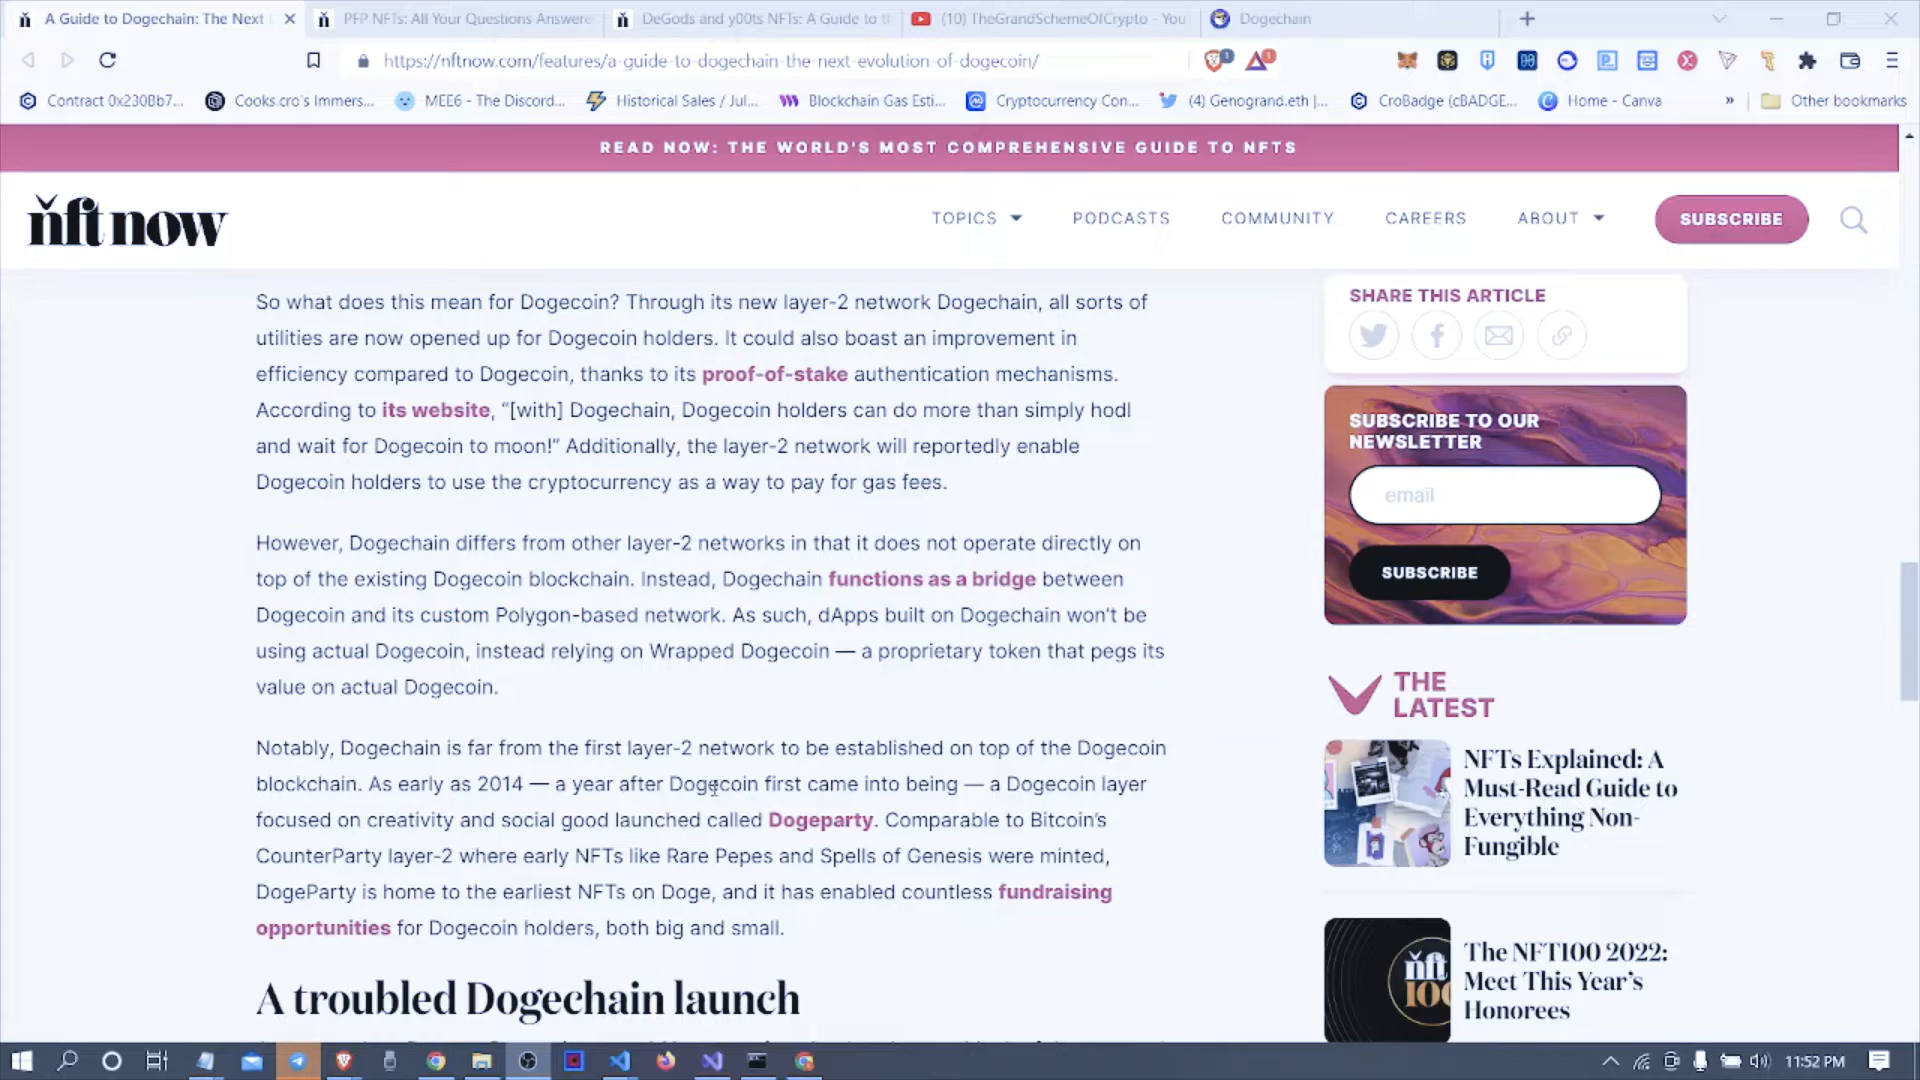 A Guide to Dogechain: The Next
PFP NFTs: All Your Questions Answere
DeGods and y00ts NFTs: A Guide to t
(10) TheGrandSchemeOfCrypto - You
Dogechain
https://nftnow.com/features/a-guide-to-dogechain-the-next-evolution-of-dogecoin/
1
1
Contract 0x230Bb7...
Cooks.cro's Immers...
MEE6 - The Discord...
Historical Sales / Jul...
Blockchain Gas Esti...
Cryptocurrency Con...
(4) Genogrand.eth |...
CroBadge (cBADGE...
Home - Canva
»
Other bookmarks
READ NOW: THE WORLD'S MOST COMPREHENSIVE GUIDE TO NFTS
nft now
TOPICS
PODCASTS
COMMUNITY
CAREERS
ABOUT
SUBSCRIBE
So what does this mean for Dogecoin? Through its new layer-2 network Dogechain, all sorts of
utilities are now opened up for Dogecoin holders. It could also boast an improvement in
efficiency compared to Dogecoin, thanks to its proof-of-stake authentication mechanisms.
According to its website, “[with] Dogechain, Dogecoin holders can do more than simply hodl
and wait for Dogecoin to moon!” Additionally, the layer-2 network will reportedly enable
Dogecoin holders to use the cryptocurrency as a way to pay for gas fees.
However, Dogechain differs from other layer-2 networks in that it does not operate directly on
top of the existing Dogecoin blockchain. Instead, Dogechain functions as a bridge between
Dogecoin and its custom Polygon-based network. As such, dApps built on Dogechain won’t be
using actual Dogecoin, instead relying on Wrapped Dogecoin — a proprietary token that pegs its
value on actual Dogecoin.
Notably, Dogechain is far from the first layer-2 network to be established on top of the Dogecoin
blockchain. As early as 2014 — a year after Dogecoin first came into being — a Dogecoin layer
focused on creativity and social good launched called Dogeparty. Comparable to Bitcoin’s
CounterParty layer-2 where early NFTs like Rare Pepes and Spells of Genesis were minted,
DogeParty is home to the earliest NFTs on Doge, and it has enabled countless fundraising
opportunities for Dogecoin holders, both big and small.
A troubled Dogechain launch
SHARE THIS ARTICLE
SUBSCRIBE TO OUR
NEWSLETTER
email
SUBSCRIBE
THE
LATEST
NFTs Explained: A
Must-Read Guide to
Everything Non-
Fungible
nft
100
The NFT100 2022:
Meet This Year’s
Honorees
11:52 PM